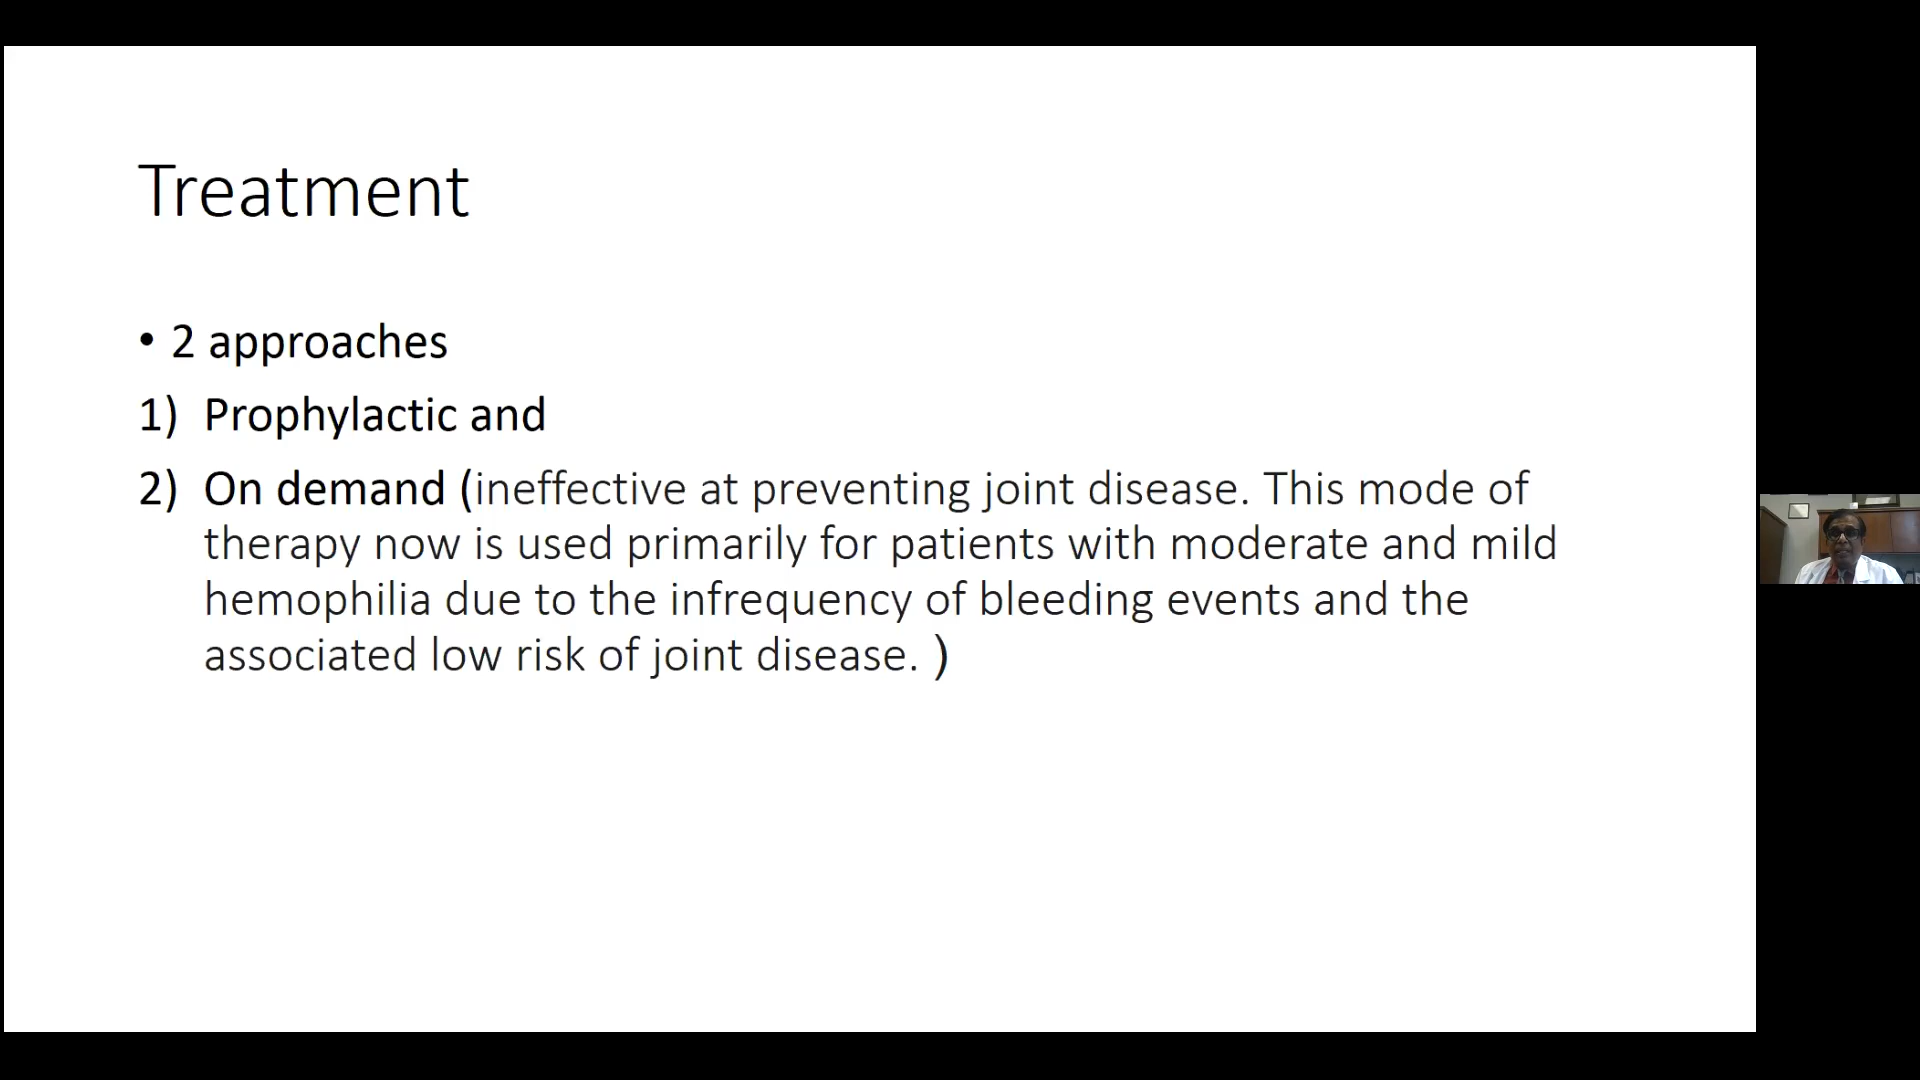 Treatment
• 2 approaches
1) Prophylactic and
2) On demand (ineffective at preventing joint disease. This mode of
therapy now is used primarily for patients with moderate and mild
hemophilia due to the infrequency of bleeding events and the
associated low risk of joint disease. )